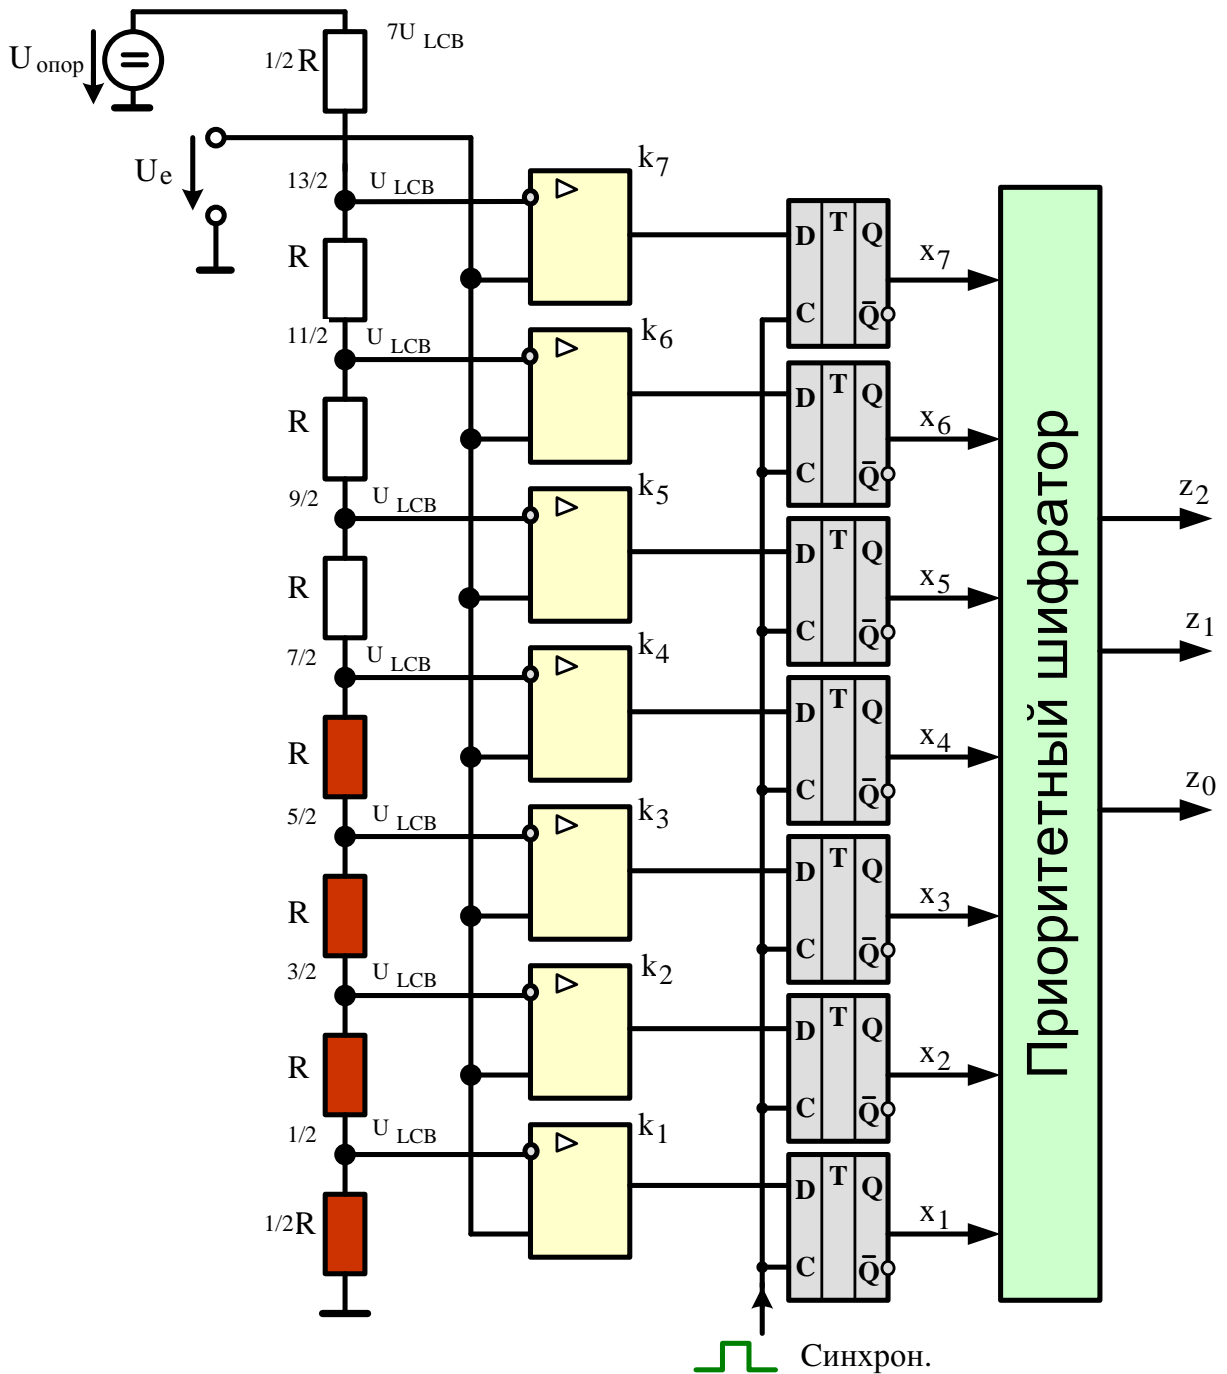 7U LCB
U опор
1/2 R
U e
13/2 U LCB
k7
R
D T Q
C Q̅
x7
11/2 U LCB
k6
R
D T Q
C Q̅
x6
9/2 U LCB
k5
R
D T Q
C Q̅
x5
7/2 U LCB
k4
R
D T Q
C Q̅
x4
5/2 U LCB
k3
R
D T Q
C Q̅
x3
3/2 U LCB
k2
R
D T Q
C Q̅
x2
1/2 U LCB
k1
1/2 R
D T Q
C Q̅
x1
Приоритетный шифратор
z2
z1
z0
Синхрон.